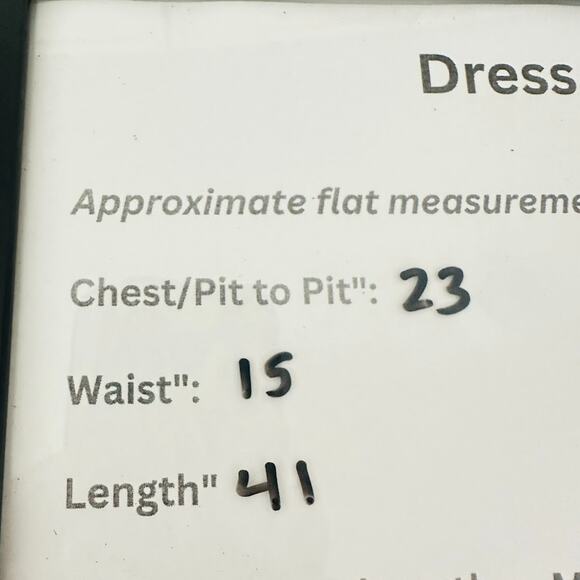 Dress
Approximate flat measureme
Chest/Pit to Pit": 23
Waist": 15
Length" 41